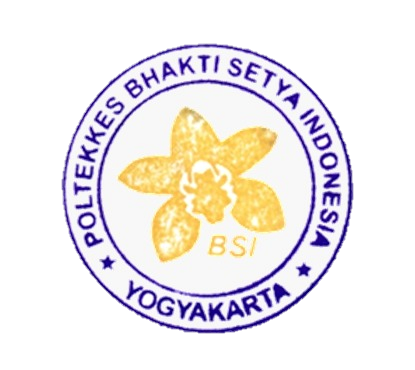 POLTEKKES BHAKTI SETYA INDONESIA
BSI
YOGYAKARTA